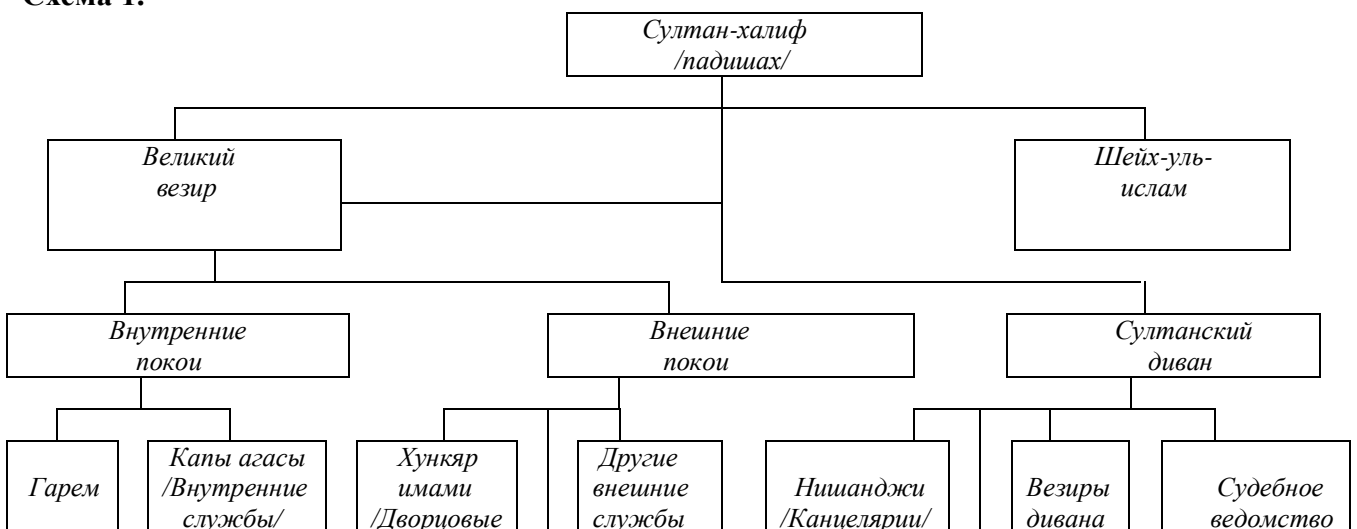 Схема 1.
Султан-халиф
/падишах/
Великий
везир
Шейх-уль-
ислам
Внутренние
покои
Внешние
покои
Султанский
диван
Гарем
Капы агасы
/Внутренние
службы/
Хункяр
имами
/Дворцовые
Другие
внешние
службы
Нишанджи
/Канцелярии/
Везиры
дивана
Судебное
ведомство